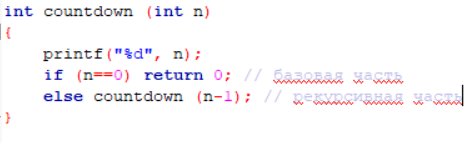 int countdown (int n)
{
printf("%d", n);
if (n==0) return 0; // базовая часть
else countdown (n-1); // рекурсивная часть
}